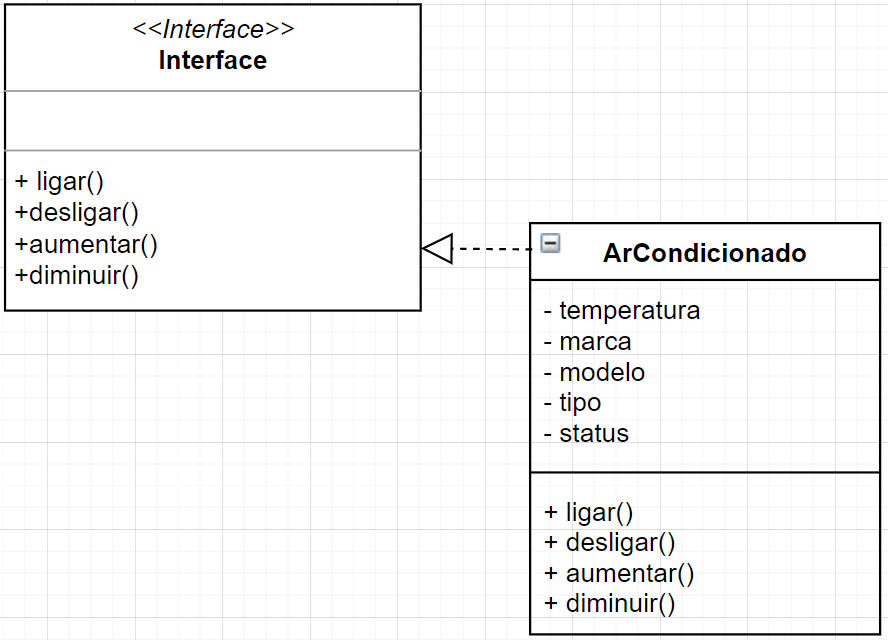 <<Interface>>
Interface
+ ligar()
+desligar()
+aumentar()
+diminuir()
ArCondicionado
- temperatura
- marca
- modelo
- tipo
- status
+ ligar()
+ desligar()
+ aumentar()
+ diminuir()